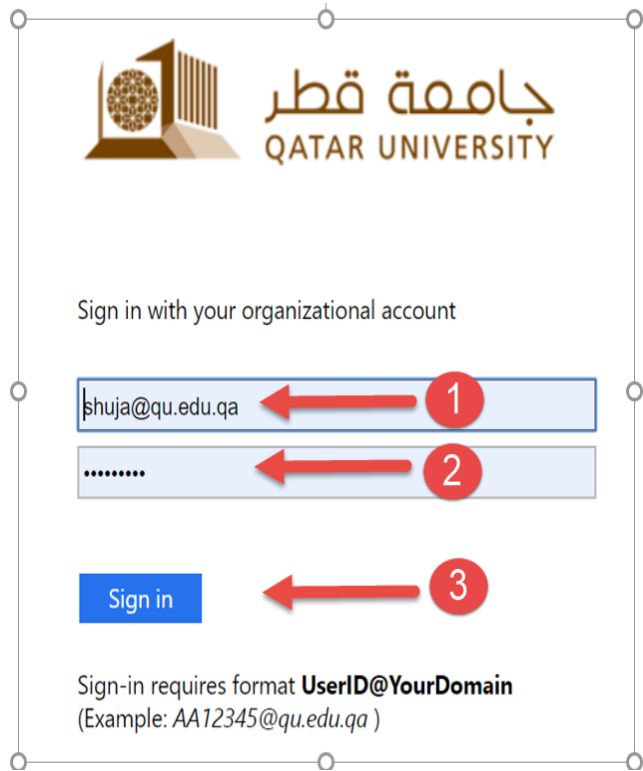 جامعة قطر
QATAR UNIVERSITY
Sign in with your organizational account
shuja@qu.edu.qa
1
•••••••••
2
Sign in
3
Sign-in requires format UserID@YourDomain
(Example: AA12345@qu.edu.qa )